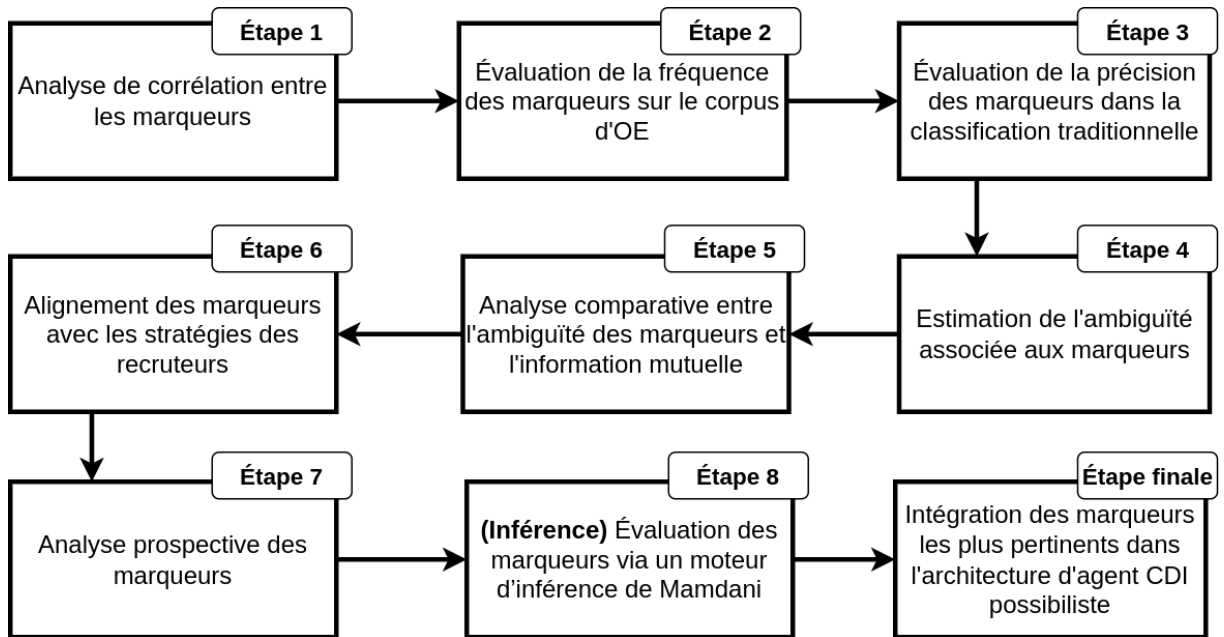 Étape 1
Analyse de corrélation entre
les marqueurs
Étape 2
Évaluation de la fréquence
des marqueurs sur le corpus
d'OE
Étape 3
Évaluation de la précision
des marqueurs dans la
classification traditionnelle
Étape 4
Estimation de l'ambiguïté
associée aux marqueurs
Étape 5
Analyse comparative entre
l'ambiguïté des marqueurs et
l'information mutuelle
Étape 6
Alignement des marqueurs
avec les stratégies des
recruteurs
Étape 7
Analyse prospective des
marqueurs
Étape 8
(Inférence) Évaluation des
marqueurs via un moteur
d’inférence de Mamdani
Étape finale
Intégration des marqueurs
les plus pertinents dans
l'architecture d'agent CDI
possibiliste